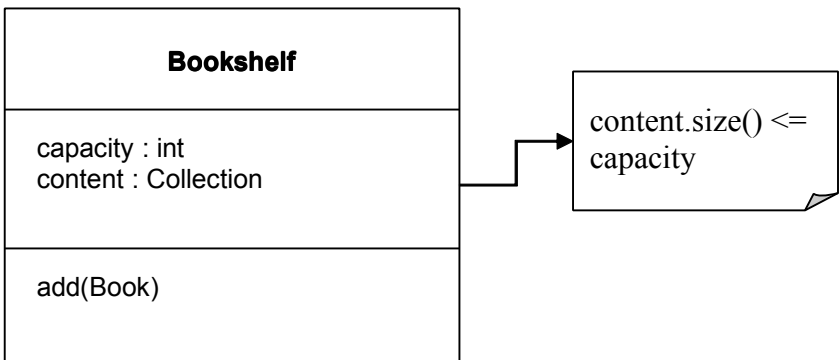 Bookshelf
capacity : int
content : Collection
add(Book)
content.size() <=
capacity